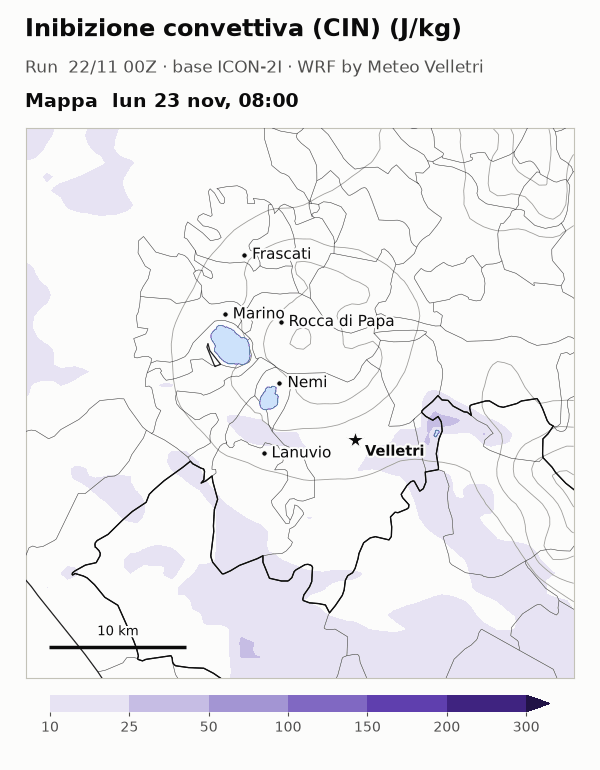 Inibizione convettiva (CIN) (J/kg)
Run  22/11 00Z · base ICON-2I · WRF by Meteo Velletri
Mappa  lun 23 nov, 08:00
Frascati
Marino
Rocca di Papa
Nemi
Velletri
Lanuvio
10 km
10 25 50 100 150 200 300